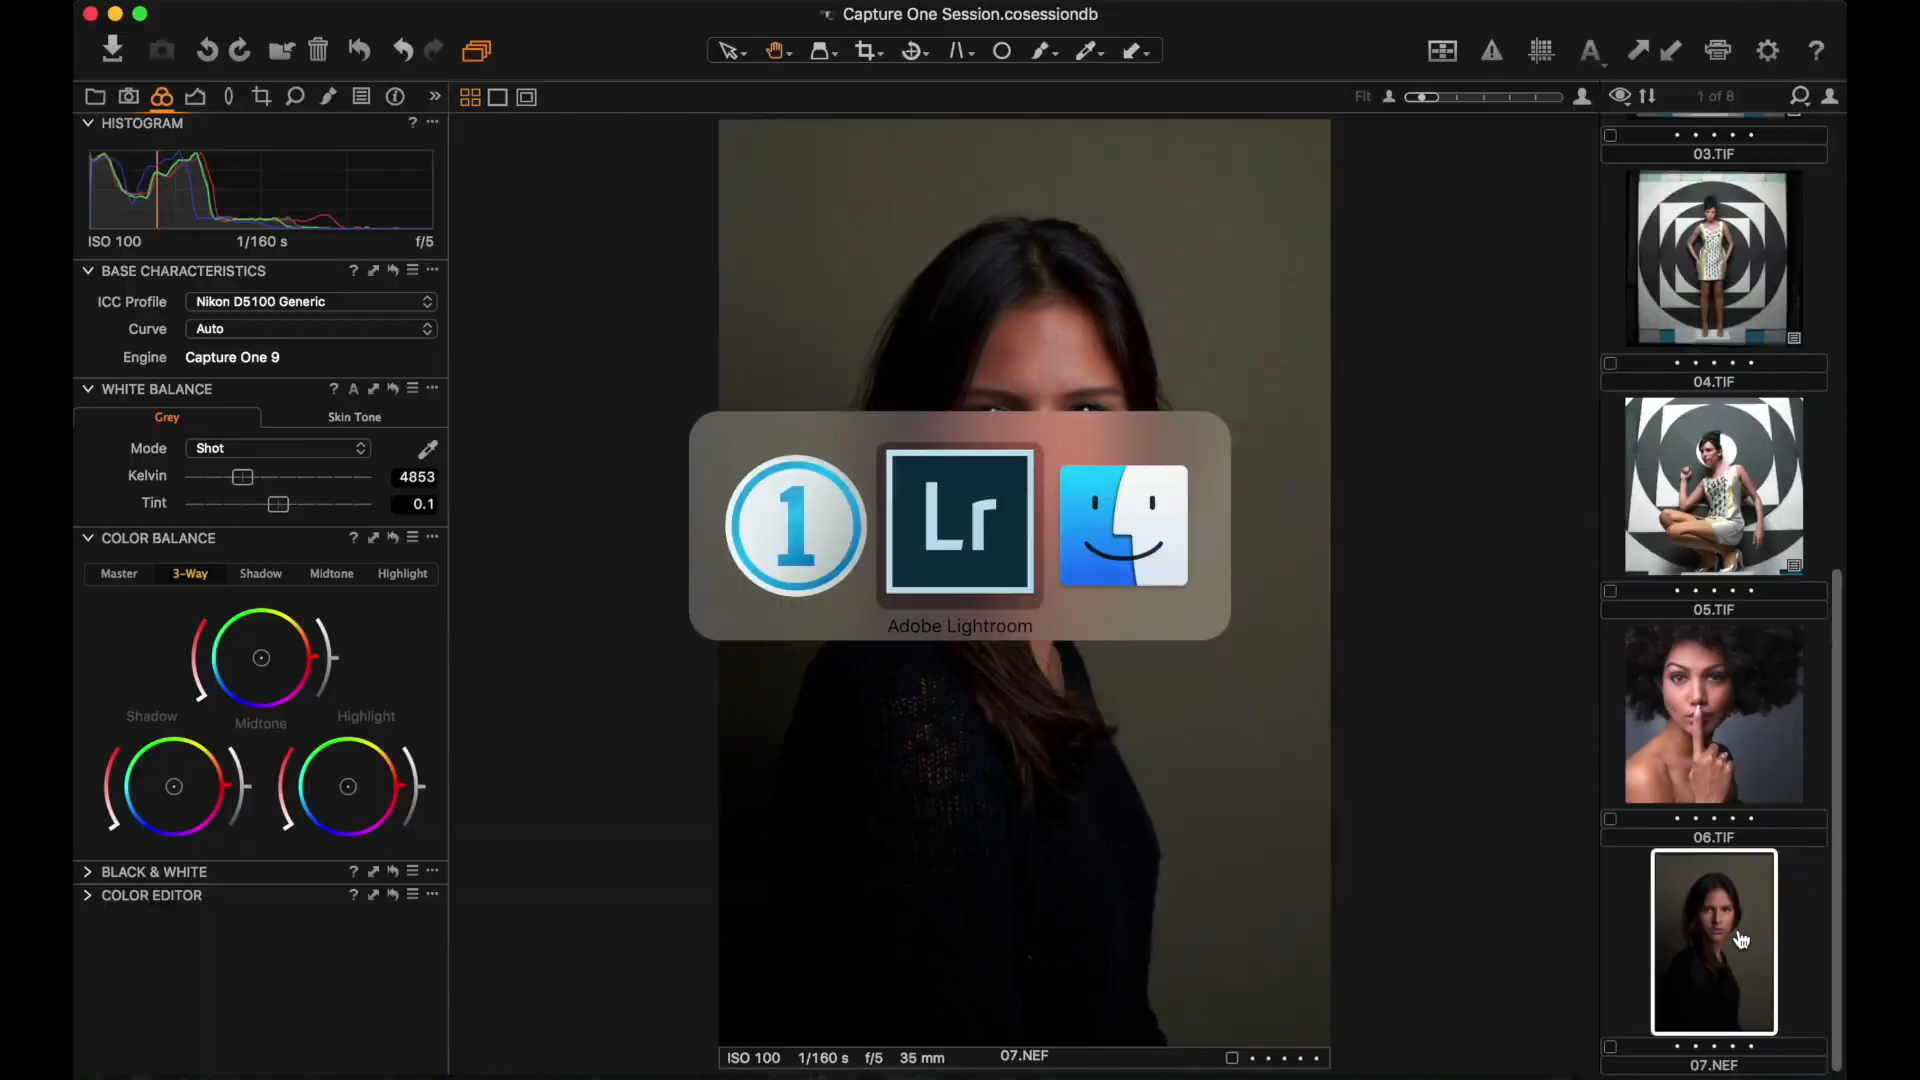 Capture One Session.cosessiondb
Fit
1 of 8
HISTOGRAM
?
ISO 100 1/160 s f/5
BASE CHARACTERISTICS
?
ICC Profile Nikon D5100 Generic
Curve Auto
Engine Capture One 9
WHITE BALANCE
? A
Grey Skin Tone
Mode Shot
Kelvin 4853
Tint 0.1
COLOR BALANCE
?
Master 3-Way Shadow Midtone Highlight
Shadow Midtone Highlight
BLACK & WHITE
?
COLOR EDITOR
?
1
Lr
Adobe Lightroom
ISO 100 1/160 s f/5 35 mm 07.NEF
A
?
03.TIF
04.TIF
05.TIF
06.TIF
07.NEF